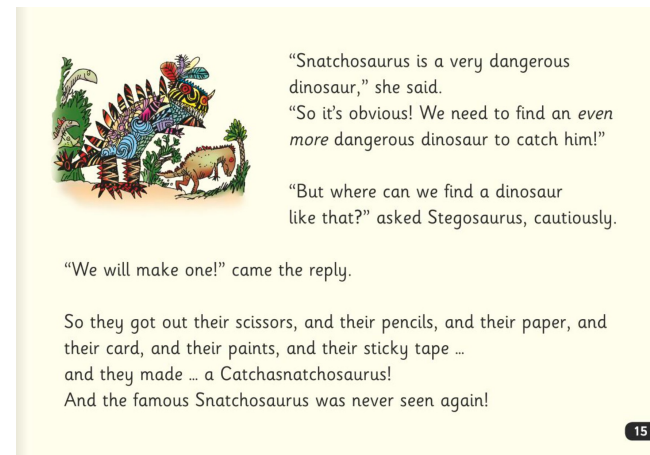 “Snatchosaurus is a very dangerous
dinosaur,” she said.
“So it’s obvious! We need to find an even
more dangerous dinosaur to catch him!”
“But where can we find a dinosaur
like that?” asked Stegosaurus, cautiously.
“We will make one!” came the reply.
So they got out their scissors, and their pencils, and their paper, and
their card, and their paints, and their sticky tape ...
and they made ... a Catchasnatchosaurus!
And the famous Snatchosaurus was never seen again!
15